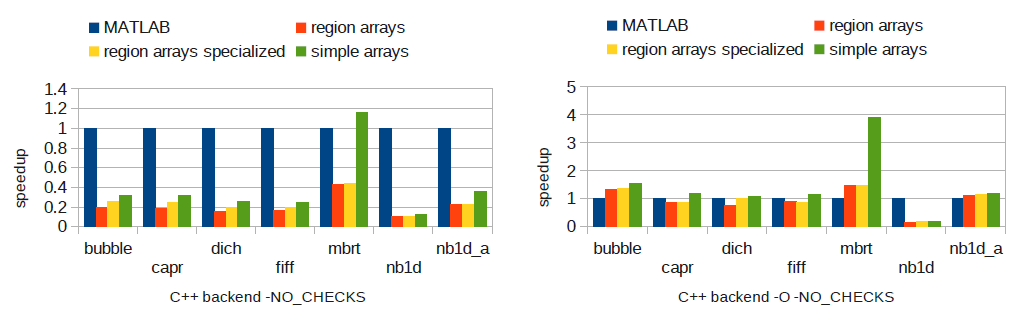 MATLAB
region arrays
region arrays specialized
simple arrays
speedup
1.4
1.2
1
0.8
0.6
0.4
0.2
0
bubble
capr
dich
fiff
mbrt
nb1d
nb1d_a
C++ backend -NO_CHECKS
MATLAB
region arrays
region arrays specialized
simple arrays
speedup
5
4
3
2
1
0
bubble
capr
dich
fiff
mbrt
nb1d
nb1d_a
C++ backend -O -NO_CHECKS